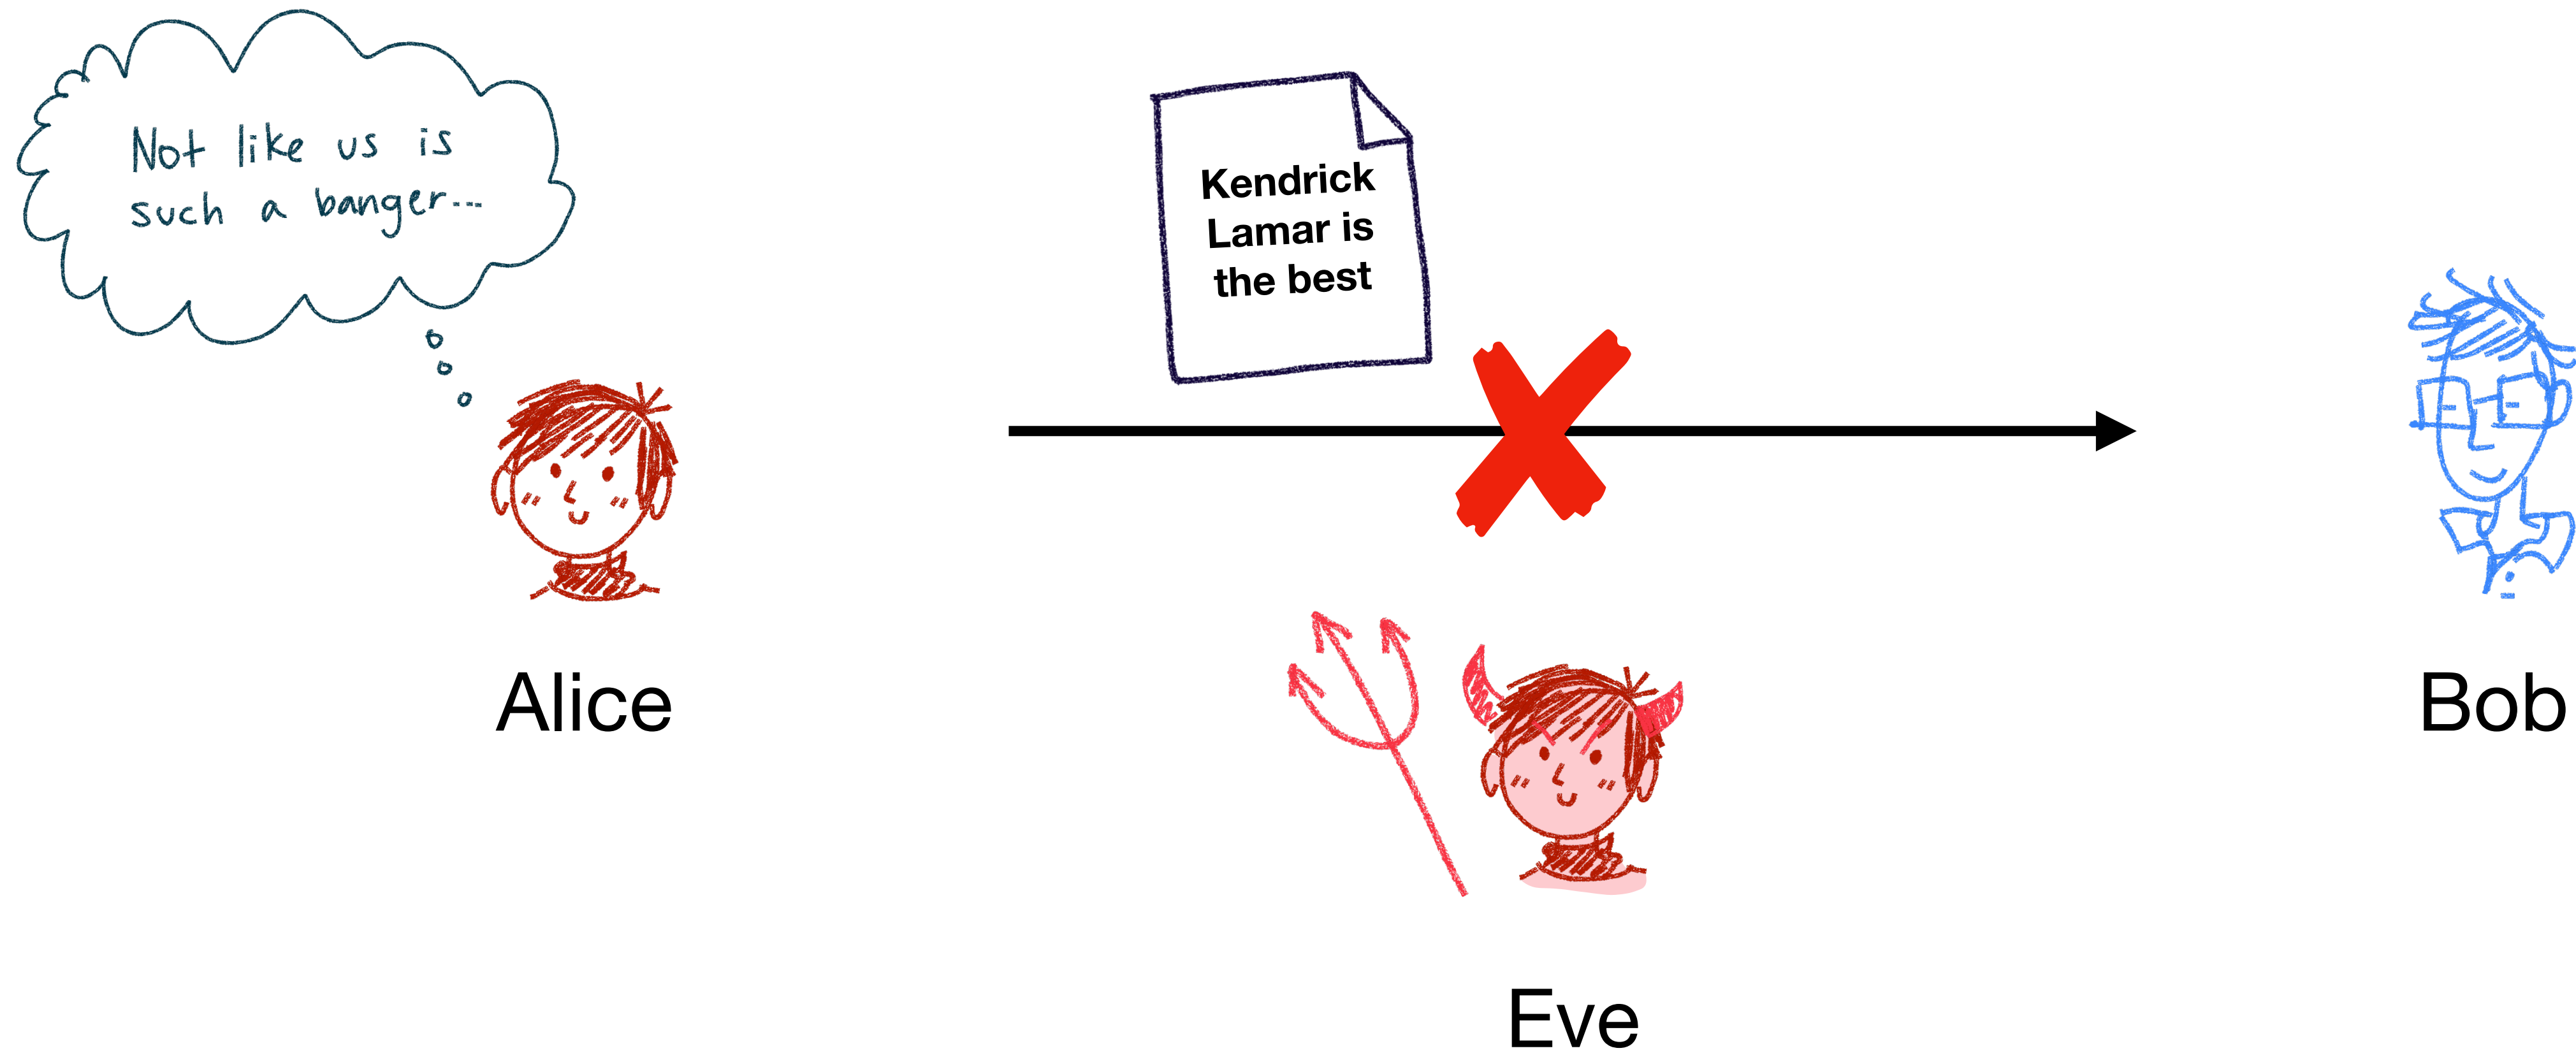 Not like us is
such a banger...
Kendrick
Lamar is
the best
Alice
Bob
Eve